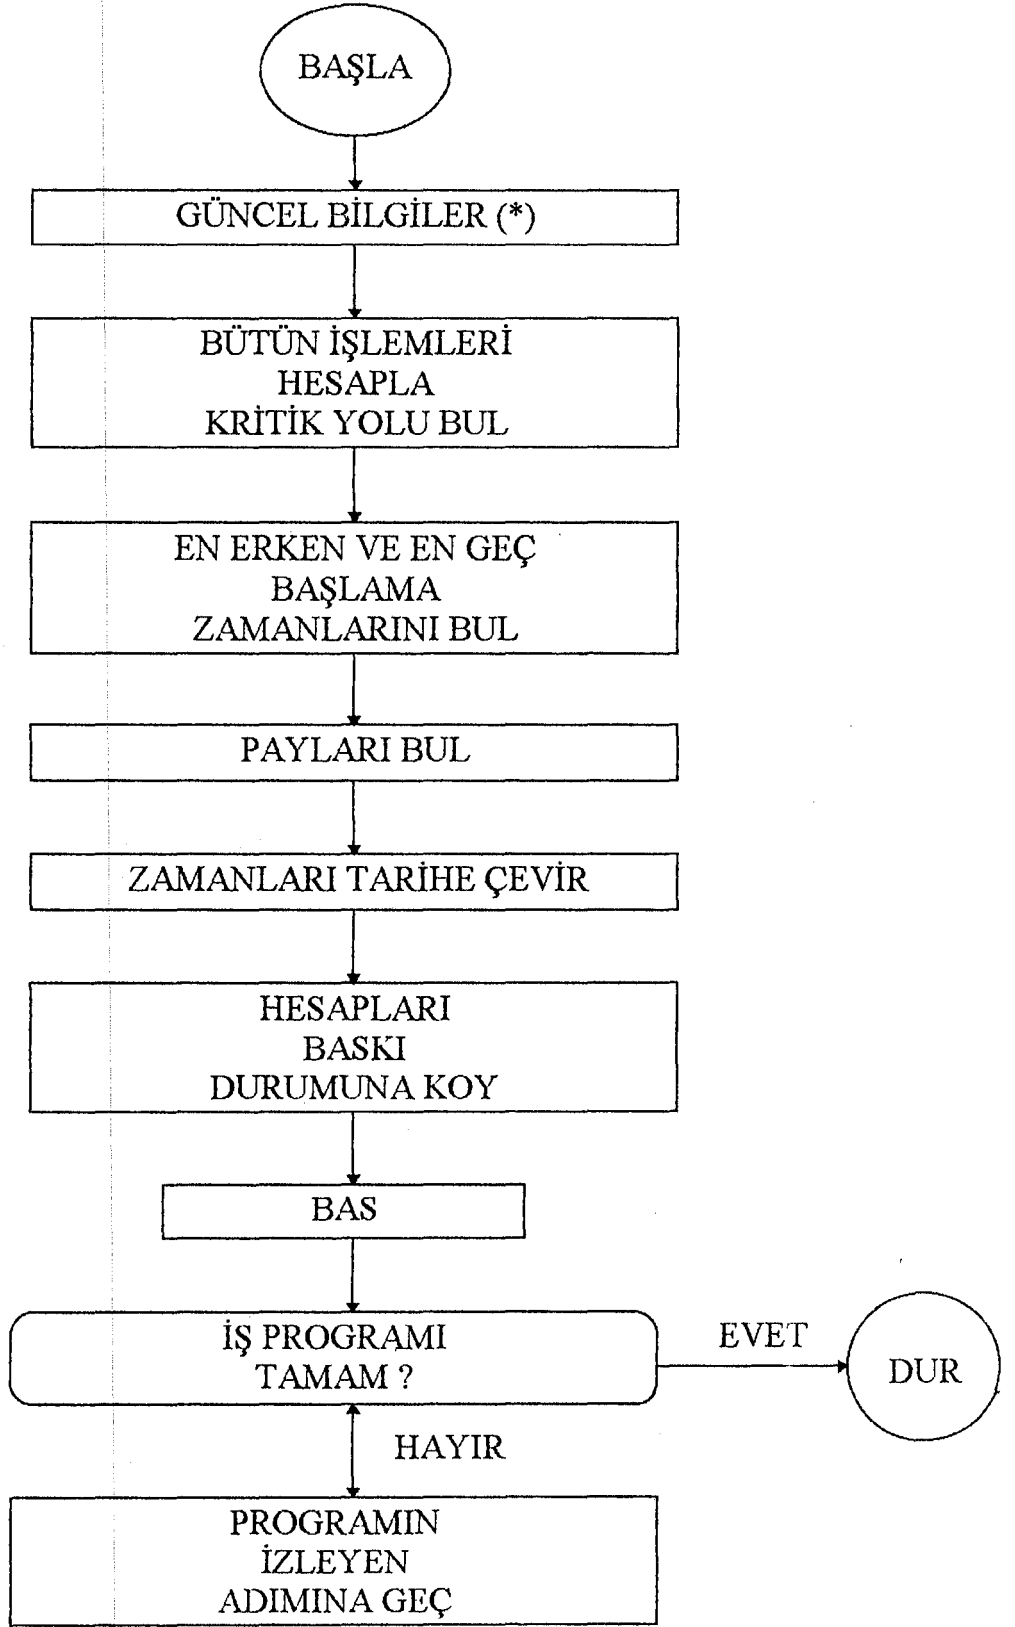 BAŞLA
GÜNCEL BİLGİLER (*)
BÜTÜN İŞLEMLERİ
HESAPLA
KRİTİK YOLU BUL
EN ERKEN VE EN GEÇ
BAŞLAMA
ZAMANLARINI BUL
PAYLARI BUL
ZAMANLARI TARİHE ÇEVİR
HESAPLARI
BASKI
DURUMUNA KOY
BAS
İŞ PROGRAMI
TAMAM ?
EVET
DUR
HAYIR
PROGRAMIN
İZLEYEN
ADIMINA GEÇ